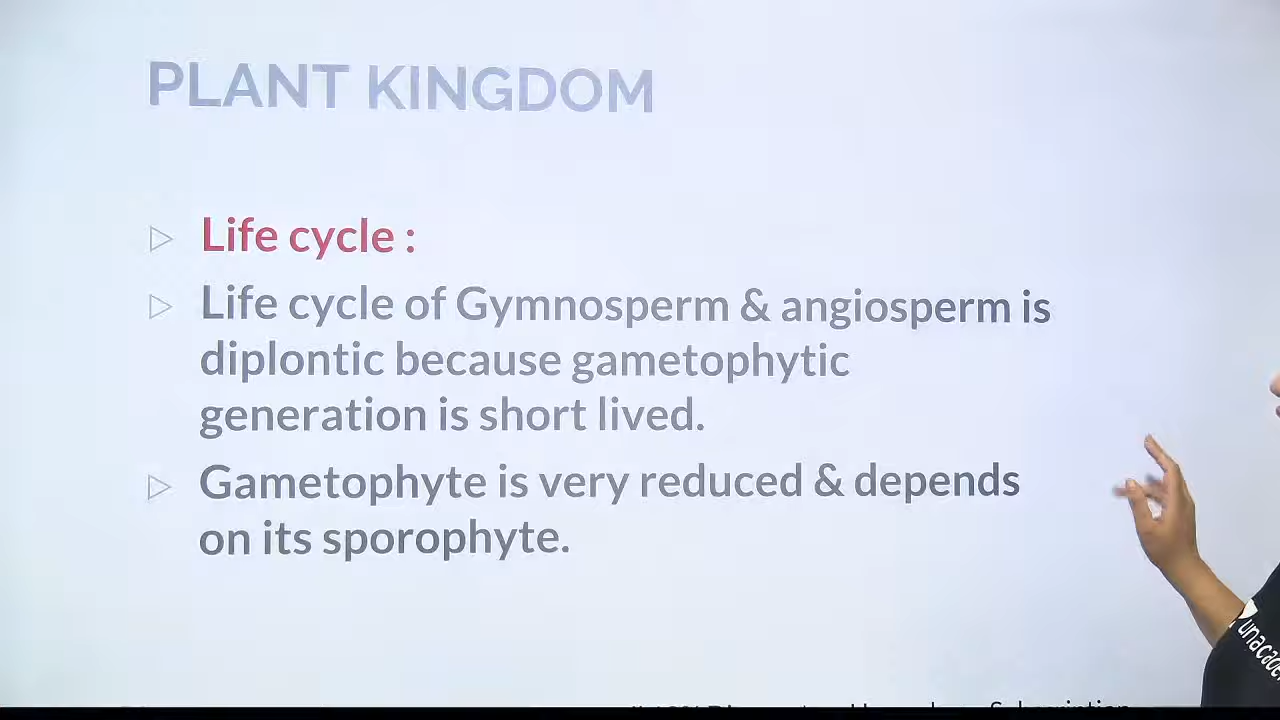 PLANT KINGDOM
Life cycle :
Life cycle of Gymnosperm & angiosperm is
diplontic because gametophytic
generation is short lived.
Gametophyte is very reduced & depends
on its sporophyte.